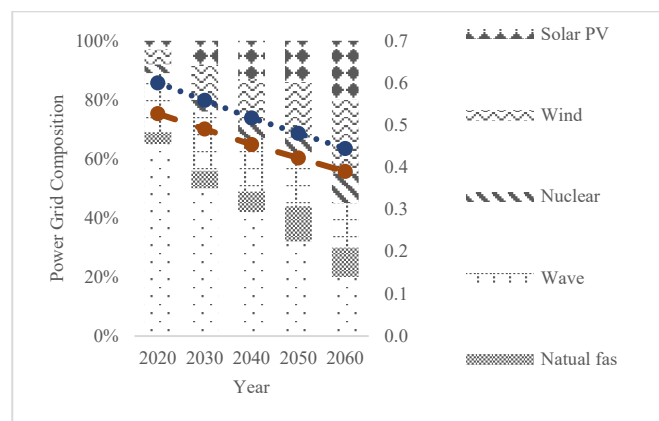 100%
80%
60%
40%
20%
0%
Power Grid Composition
0.7
0.6
0.5
0.4
0.3
0.2
0.1
0.0
2020 2030 2040 2050 2060
Year
Solar PV
Wind
Nuclear
Wave
Natual fas